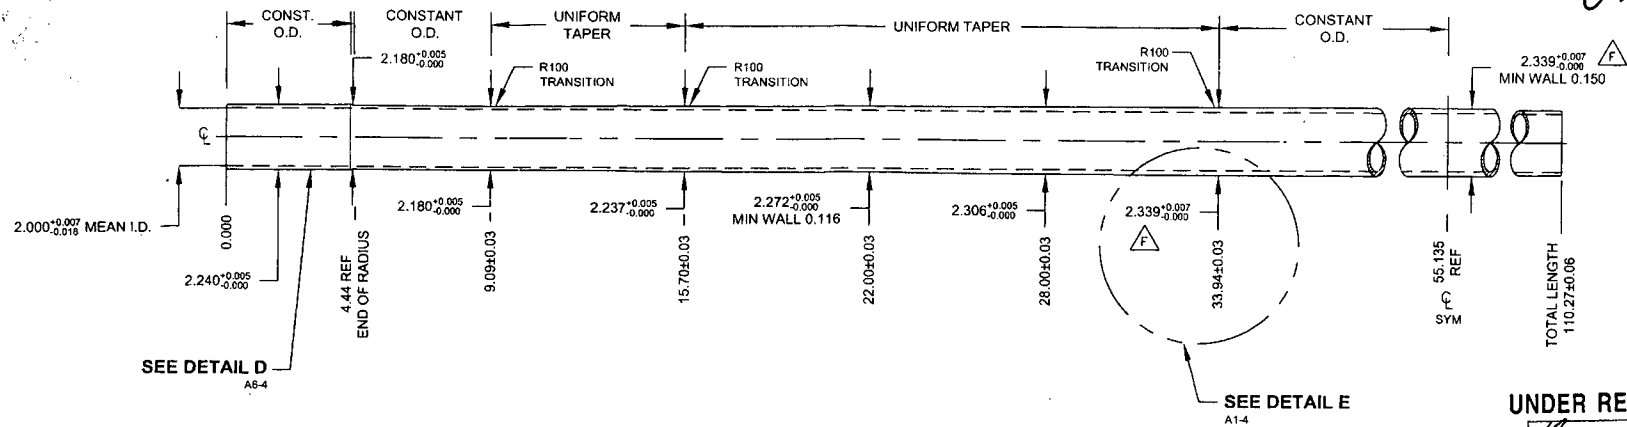 CONST.
O.D.
CONSTANT
O.D.
UNIFORM
TAPER
UNIFORM TAPER
CONSTANT
O.D.
2.180 +0.005 -0.000
R100
TRANSITION
R100
TRANSITION
R100
TRANSITION
2.339 +0.007 -0.000 F
MIN WALL 0.150
℄
2.000 +0.007 -0.018 MEAN I.D.
0.000
2.240 +0.005 -0.000
4.44 REF
END OF RADIUS
2.180 +0.005 -0.000
9.09±0.03
2.237 +0.005 -0.000
15.70±0.03
2.272 +0.005 -0.000
MIN WALL 0.116
22.00±0.03
2.306 +0.005 -0.000
28.00±0.03
2.339 +0.007 -0.000
F
33.94±0.03
55.135
REF
℄
SYM
TOTAL LENGTH
110.27±0.06
SEE DETAIL D
A6-4
SEE DETAIL E
A1-4
UNDER RE